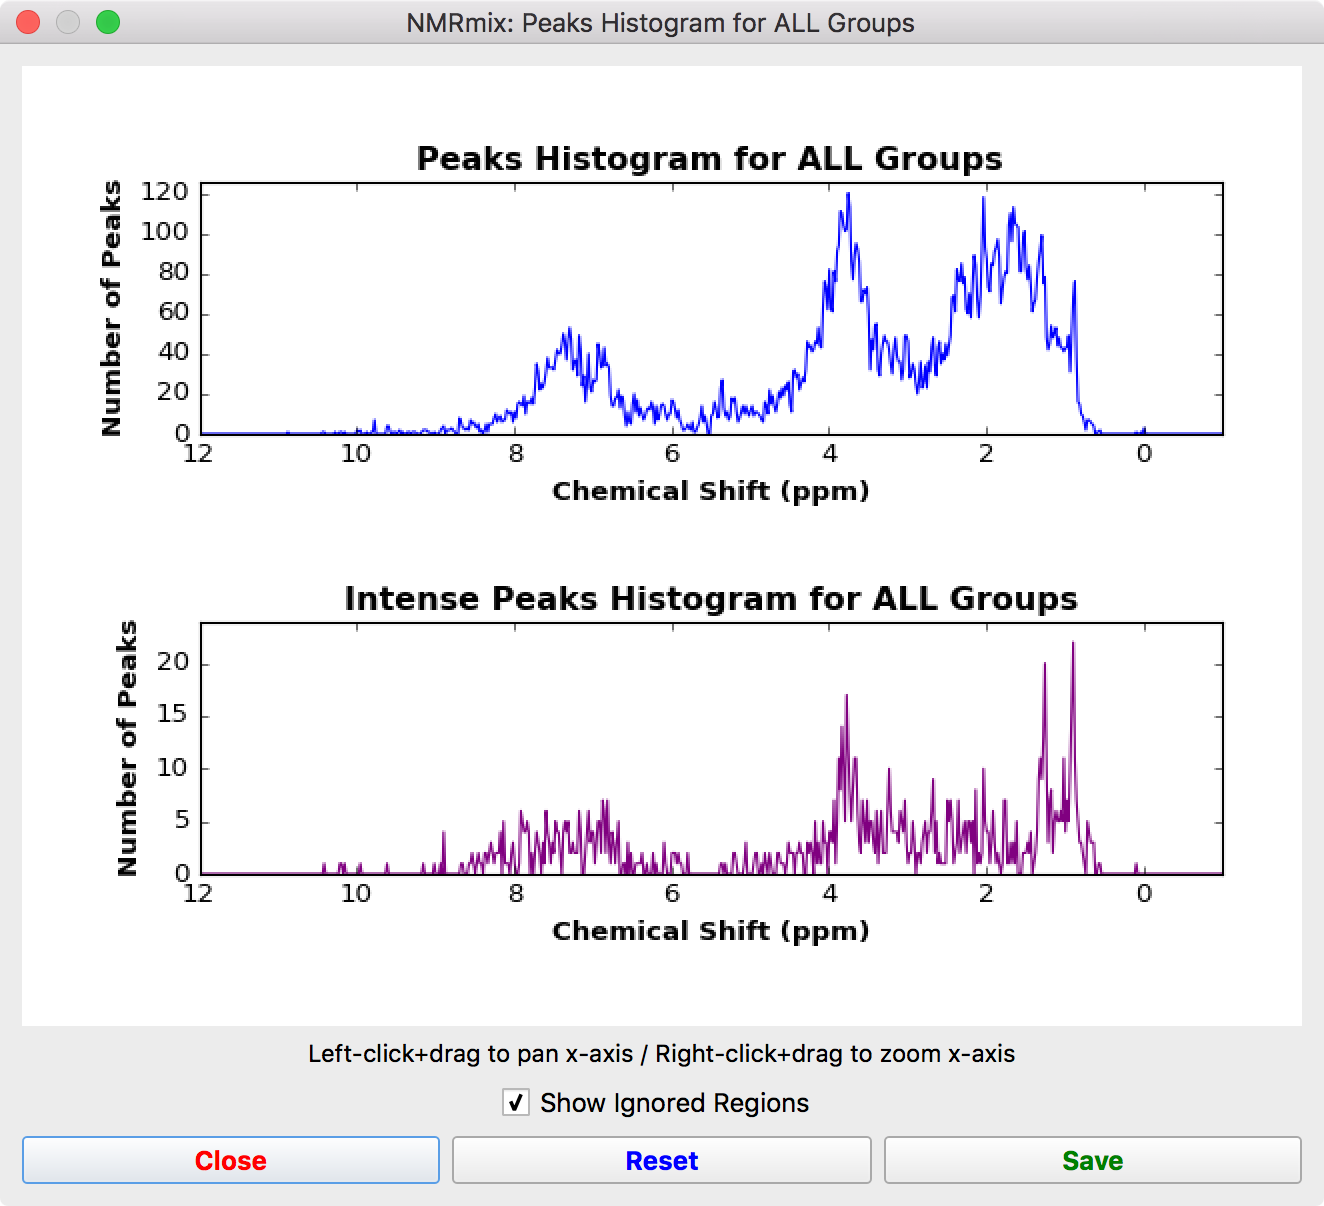 NMRmix: Peaks Histogram for ALL Groups
Peaks Histogram for ALL Groups
Number of Peaks
120
100
80
60
40
20
0
12 10 8 6 4 2 0
Chemical Shift (ppm)
Intense Peaks Histogram for ALL Groups
Number of Peaks
20
15
10
5
0
12 10 8 6 4 2 0
Chemical Shift (ppm)
Left-click+drag to pan x-axis / Right-click+drag to zoom x-axis
Show Ignored Regions
Close Reset Save